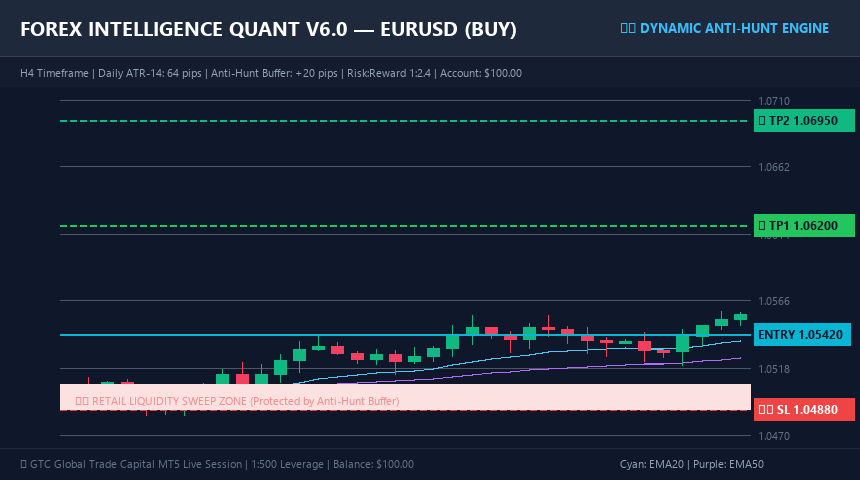 FOREX INTELLIGENCE QUANT V6.0 — EURUSD (BUY)
DYNAMIC ANTI-HUNT ENGINE
H4 Timeframe | Daily ATR-14: 64 pips | Anti-Hunt Buffer: +20 pips | Risk:Reward 1:2.4 | Account: $100.00
1.0710
TP2 1.06950
1.0662
TP1 1.06200
1.0566
ENTRY 1.05420
1.0518
RETAIL LIQUIDITY SWEEP ZONE (Protected by Anti-Hunt Buffer)
SL 1.04880
1.0470
GTC Global Trade Capital MT5 Live Session | 1:500 Leverage | Balance: $100.00
Cyan: EMA20 | Purple: EMA50